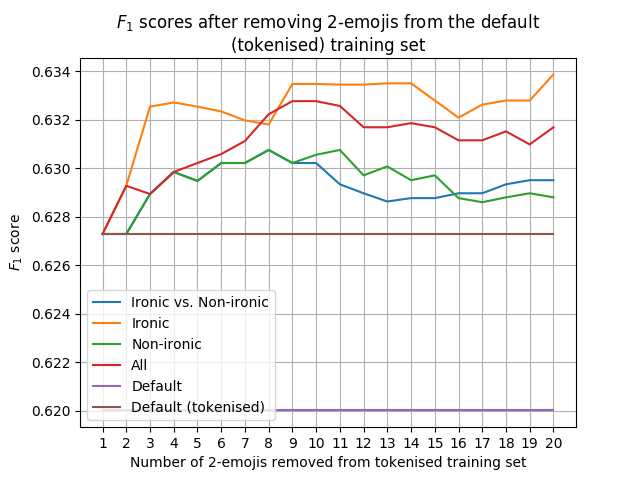 F1 scores after removing 2-emojis from the default
(tokenised) training set
F1 score
0.634
0.632
0.630
0.628
0.626
0.624
0.622
0.620
Ironic vs. Non-ironic
Ironic
Non-ironic
All
Default
Default (tokenised)
1 2 3 4 5 6 7 8 9 10 11 12 13 14 15 16 17 18 19 20
Number of 2-emojis removed from tokenised training set